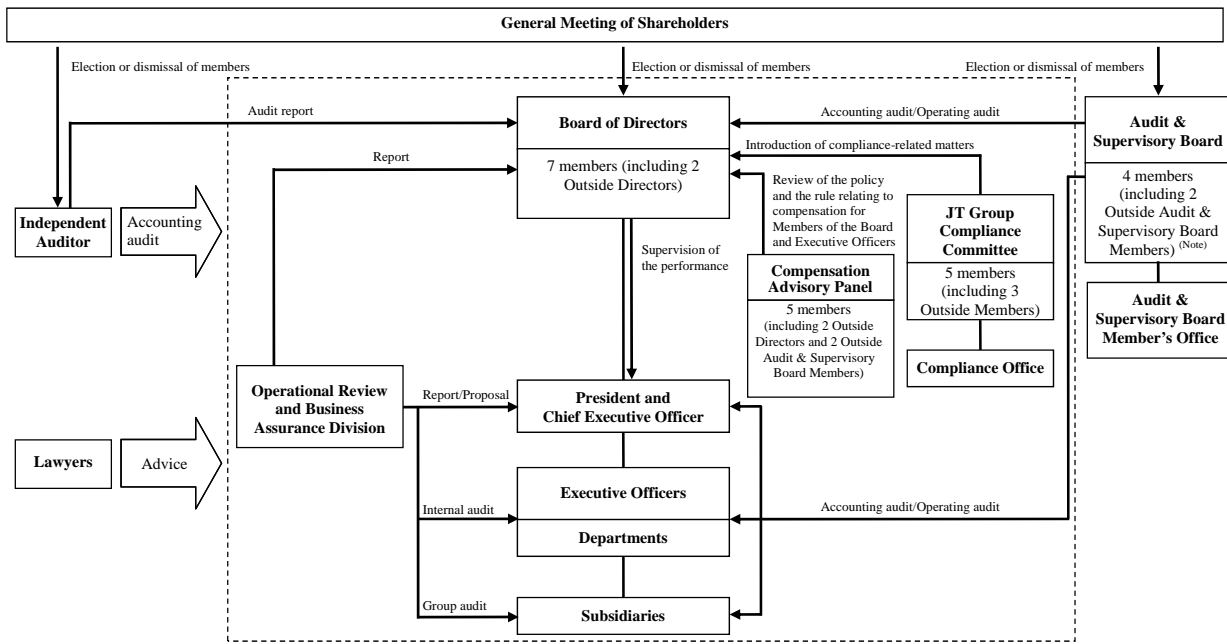 General Meeting of Shareholders
Election or dismissal of members
Election or dismissal of members
Election or dismissal of members
Audit report
Board of Directors
Accounting audit/Operating audit
Audit &
Supervisory Board
Report
7 members (including 2
Outside Directors)
Introduction of compliance-related matters
Review of the policy
and the rule relating to
compensation for
Members of the Board
and Executive Officers
4 members
(including 2
Outside Audit &
Supervisory Board
Members) (Note)
Independent
Auditor
Accounting
audit
JT Group
Compliance
Committee
5 members
(including 3
Outside Members)
Supervision of
the performance
Compensation
Advisory Panel
5 members
(including 2 Outside
Directors and 2 Outside
Audit & Supervisory
Board Members)
Audit &
Supervisory Board
Member's Office
Compliance Office
Operational Review
and Business
Assurance Division
Report/Proposal
President and
Chief Executive Officer
Lawyers
Advice
Executive Officers
Internal audit
Accounting audit/Operating audit
Departments
Group audit
Subsidiaries